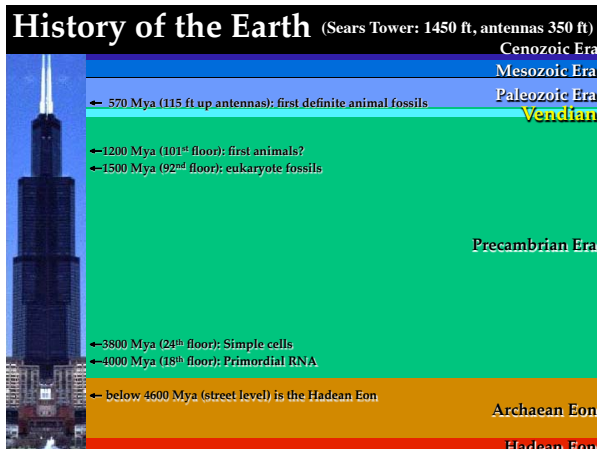 History of the Earth (Sears Tower: 1450 ft, antennas 350 ft)
Cenozoic Era
Mesozoic Era
Paleozoic Era
← 570 Mya (115 ft up antennas): first definite animal fossils
Vendian
←1200 Mya (101st floor): first animals?
←1500 Mya (92nd floor): eukaryote fossils
Precambrian Era
←3800 Mya (24th floor): Simple cells
←4000 Mya (18th floor): Primordial RNA
← below 4600 Mya (street level) is the Hadean Eon
Archaean Eon
Hadean Eon